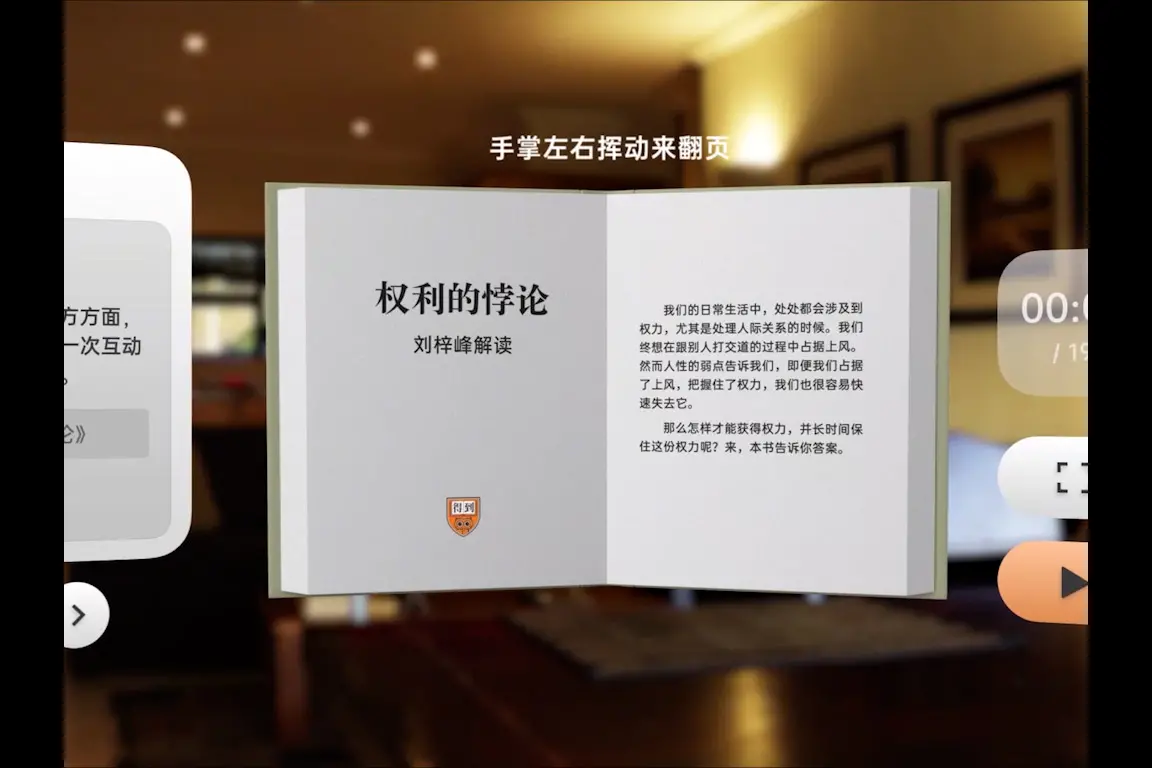 手掌左右挥动来翻页
方方面，
一次互动
论》
权利的悖论
刘梓峰解读
得到
我们的日常生活中，处处都会涉及到
权力，尤其是处理人际关系的时候。我们
终想在跟别人打交道的过程中占据上风。
然而人性的弱点告诉我们，即便我们占据
了上风，把握住了权力，我们也很容易快
速失去它。
那么怎样才能获得权力，并长时间保
住这份权力呢？来，本书告诉你答案。
00:
/ 19